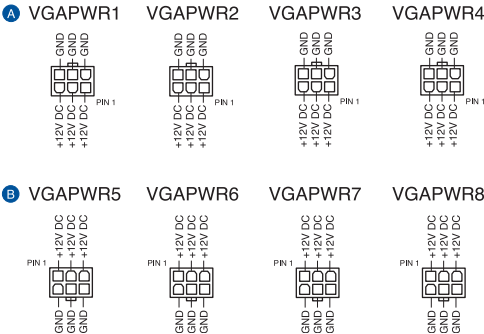 A VGAPWR1 VGAPWR2 VGAPWR3 VGAPWR4
GND GND GND GND GND GND GND GND GND GND GND GND
PIN 1 PIN 1 PIN 1 PIN 1
+12V DC +12V DC +12V DC +12V DC +12V DC +12V DC +12V DC +12V DC +12V DC +12V DC +12V DC +12V DC
B VGAPWR5 VGAPWR6 VGAPWR7 VGAPWR8
+12V DC +12V DC +12V DC +12V DC +12V DC +12V DC +12V DC +12V DC +12V DC +12V DC +12V DC +12V DC
PIN 1 PIN 1 PIN 1 PIN 1
GND GND GND GND GND GND GND GND GND GND GND GND